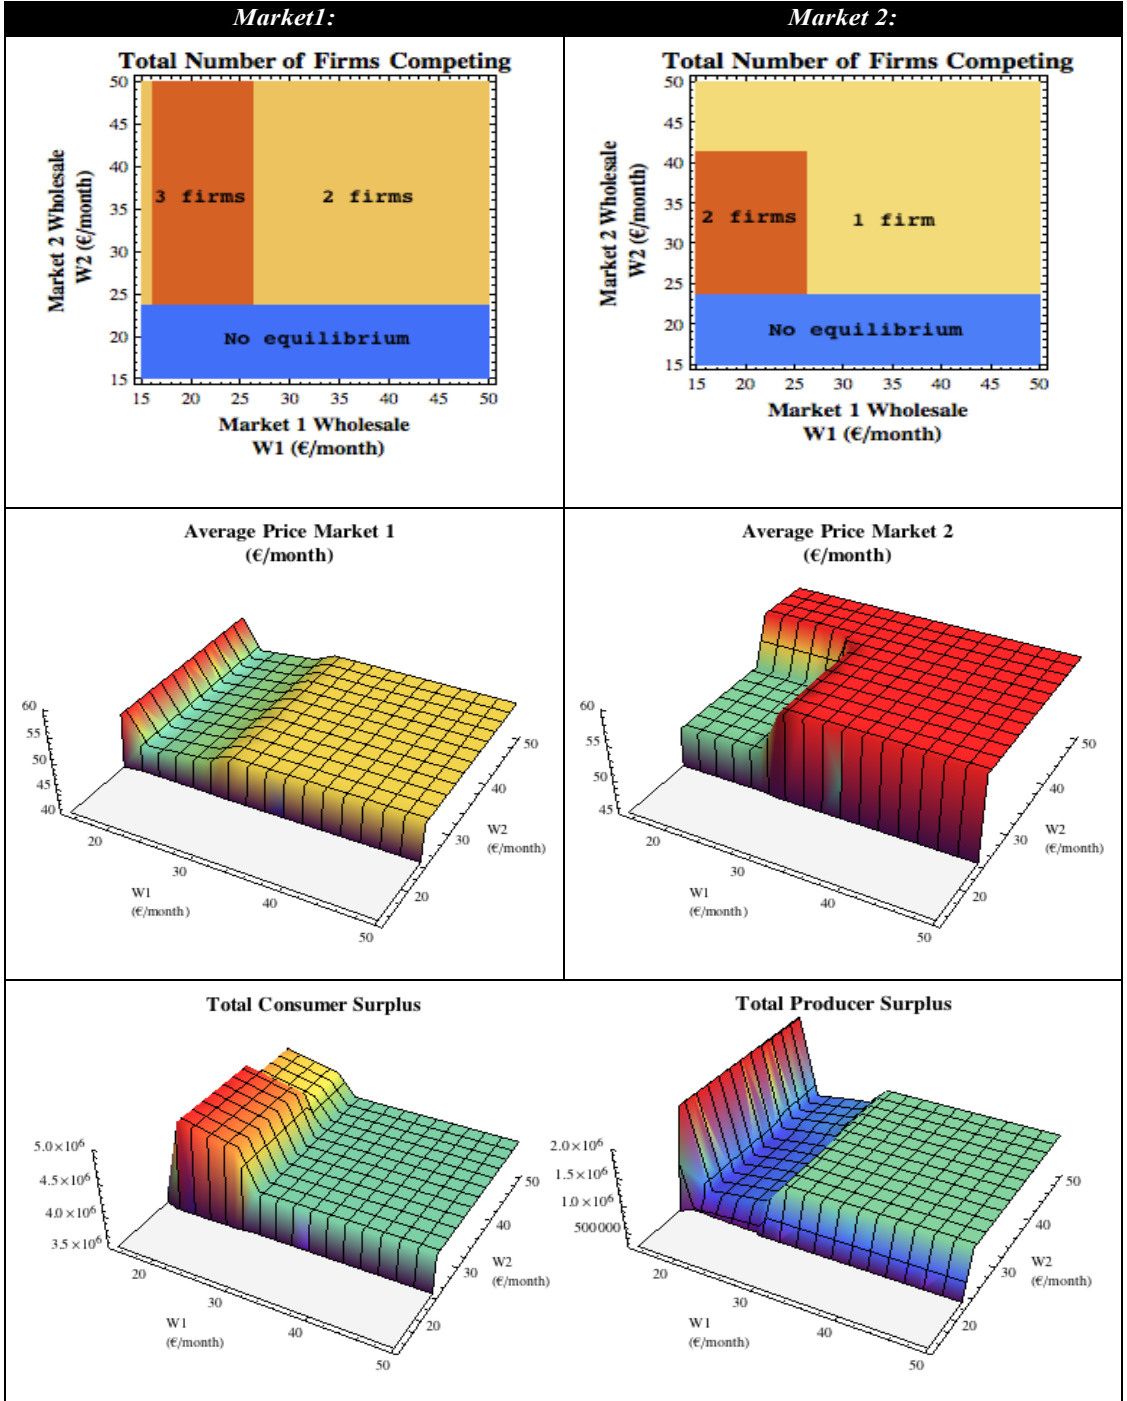 Market1:
Market 2:
Total Number of Firms Competing
50
45
40
35
30
25
20
15
Market 2 Wholesale
W2 (€/month)
3 firms
2 firms
No equilibrium
15 20 25 30 35 40 45 50
Market 1 Wholesale
W1 (€/month)
Total Number of Firms Competing
50
45
40
35
30
25
20
15
Market 2 Wholesale
W2 (€/month)
2 firms
1 firm
No equilibrium
15 20 25 30 35 40 45 50
Market 1 Wholesale
W1 (€/month)
Average Price Market 1
(€/month)
60
55
50
45
40
20
30
40
50
W1
(€/month)
50
40
30
20
W2
(€/month)
Average Price Market 2
(€/month)
60
55
50
45
20
30
40
50
W1
(€/month)
50
40
30
20
W2
(€/month)
Total Consumer Surplus
5.0×10⁶
4.5×10⁶
4.0×10⁶
3.5×10⁶
20
30
40
50
W1
(€/month)
50
40
30
20
W2
(€/month)
Total Producer Surplus
2.0×10⁶
1.5×10⁶
1.0×10⁶
500000
20
30
40
50
W1
(€/month)
50
40
30
20
W2
(€/month)